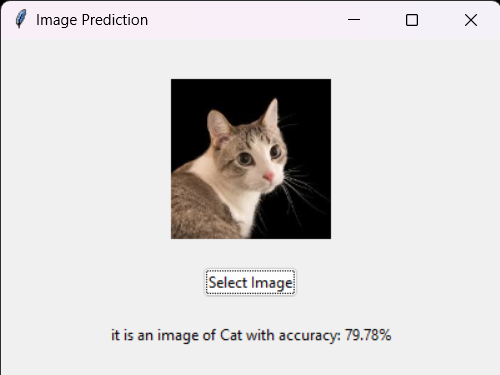 Image Prediction
Select Image
it is an image of Cat with accuracy: 79.78%